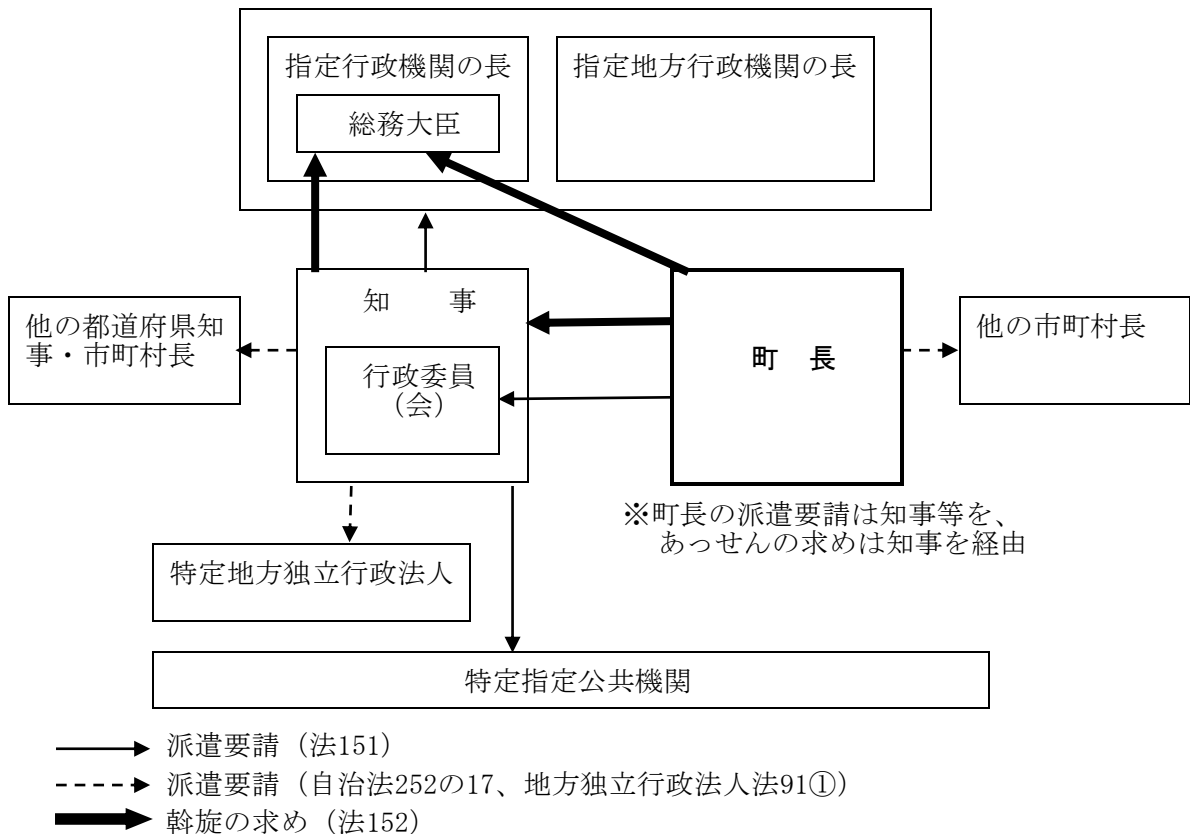 指定行政機関の長
指定地方行政機関の長
総務大臣
知　　事
他の都道府県知
事・市町村長
行政委員
(会)
町　長
他の市町村長
※町長の派遣要請は知事等を、
あっせんの求めは知事を経由
特定地方独立行政法人
特定指定公共機関
派遣要請（法151）
派遣要請（自治法252の17、地方独立行政法人法91①）
斡旋の求め（法152）